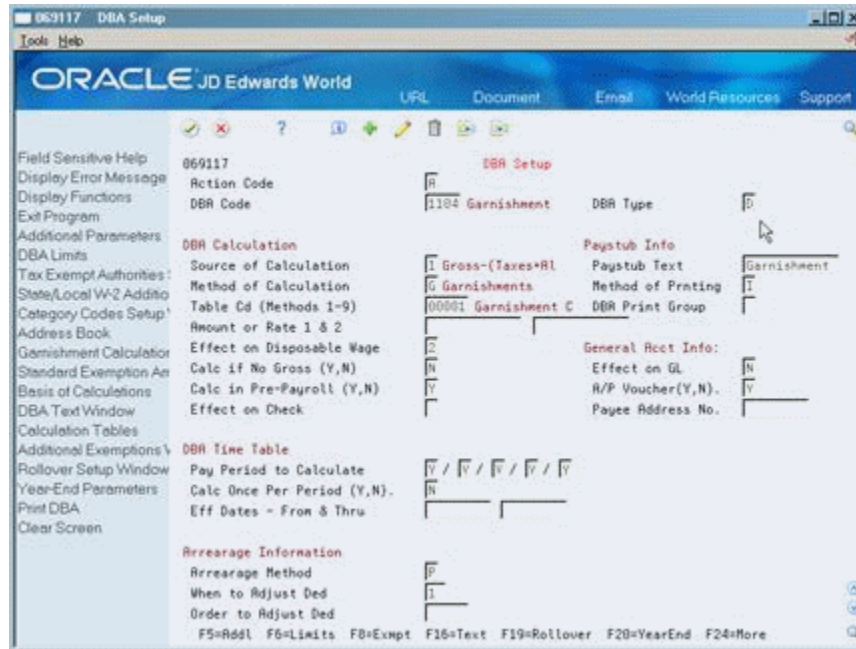 069117 DBA Setup
Tools Help
ORACLE JD Edwards World
URL Document Email World Resources Support
Field Sensitive Help
Display Error Message
Display Functions
Exit Program
Additional Parameters
DBA Limits
Tax Exempt Authorities
State/Local W-2 Additio
Category Codes Setup
Address Book
Garnishment Calculation
Standard Exemption Am
Basis of Calculations
DBA Text Window
Calculation Tables
Additional Exemptions
Rollover Setup Window
Year-End Parameters
Print DBA
Clear Screen
069117 DBA Setup
Action Code A
DBA Code 1104 Garnishment DBA Type D
DBA Calculation Paystub Info
Source of Calculation 1 Gross-(Taxes+Al Paystub Text Garnishment
Method of Calculation G Garnishments Method of Prnting I
Table Cd (Methods 1-9) 00001 Garnishment C DBA Print Group
Amount or Rate 1 & 2
Effect on Disposable Wage 2 General Acct Info:
Calc if No Gross (Y,N) N Effect on GL N
Calc in Pre-Payroll (Y,N) Y A/P Voucher(Y,N). Y
Effect on Check Payee Address No.
DBA Time Table
Pay Period to Calculate Y / Y / Y / Y / Y
Calc Once Per Period (Y,N). N
Eff Dates - From & Thru
Arrearage Information
Arrearage Method P
When to Adjust Ded 1
Order to Adjust Ded
F5=Addl F6=Limits F8=Exmpt F16=Text F19=Rollover F20=YearEnd F24=More